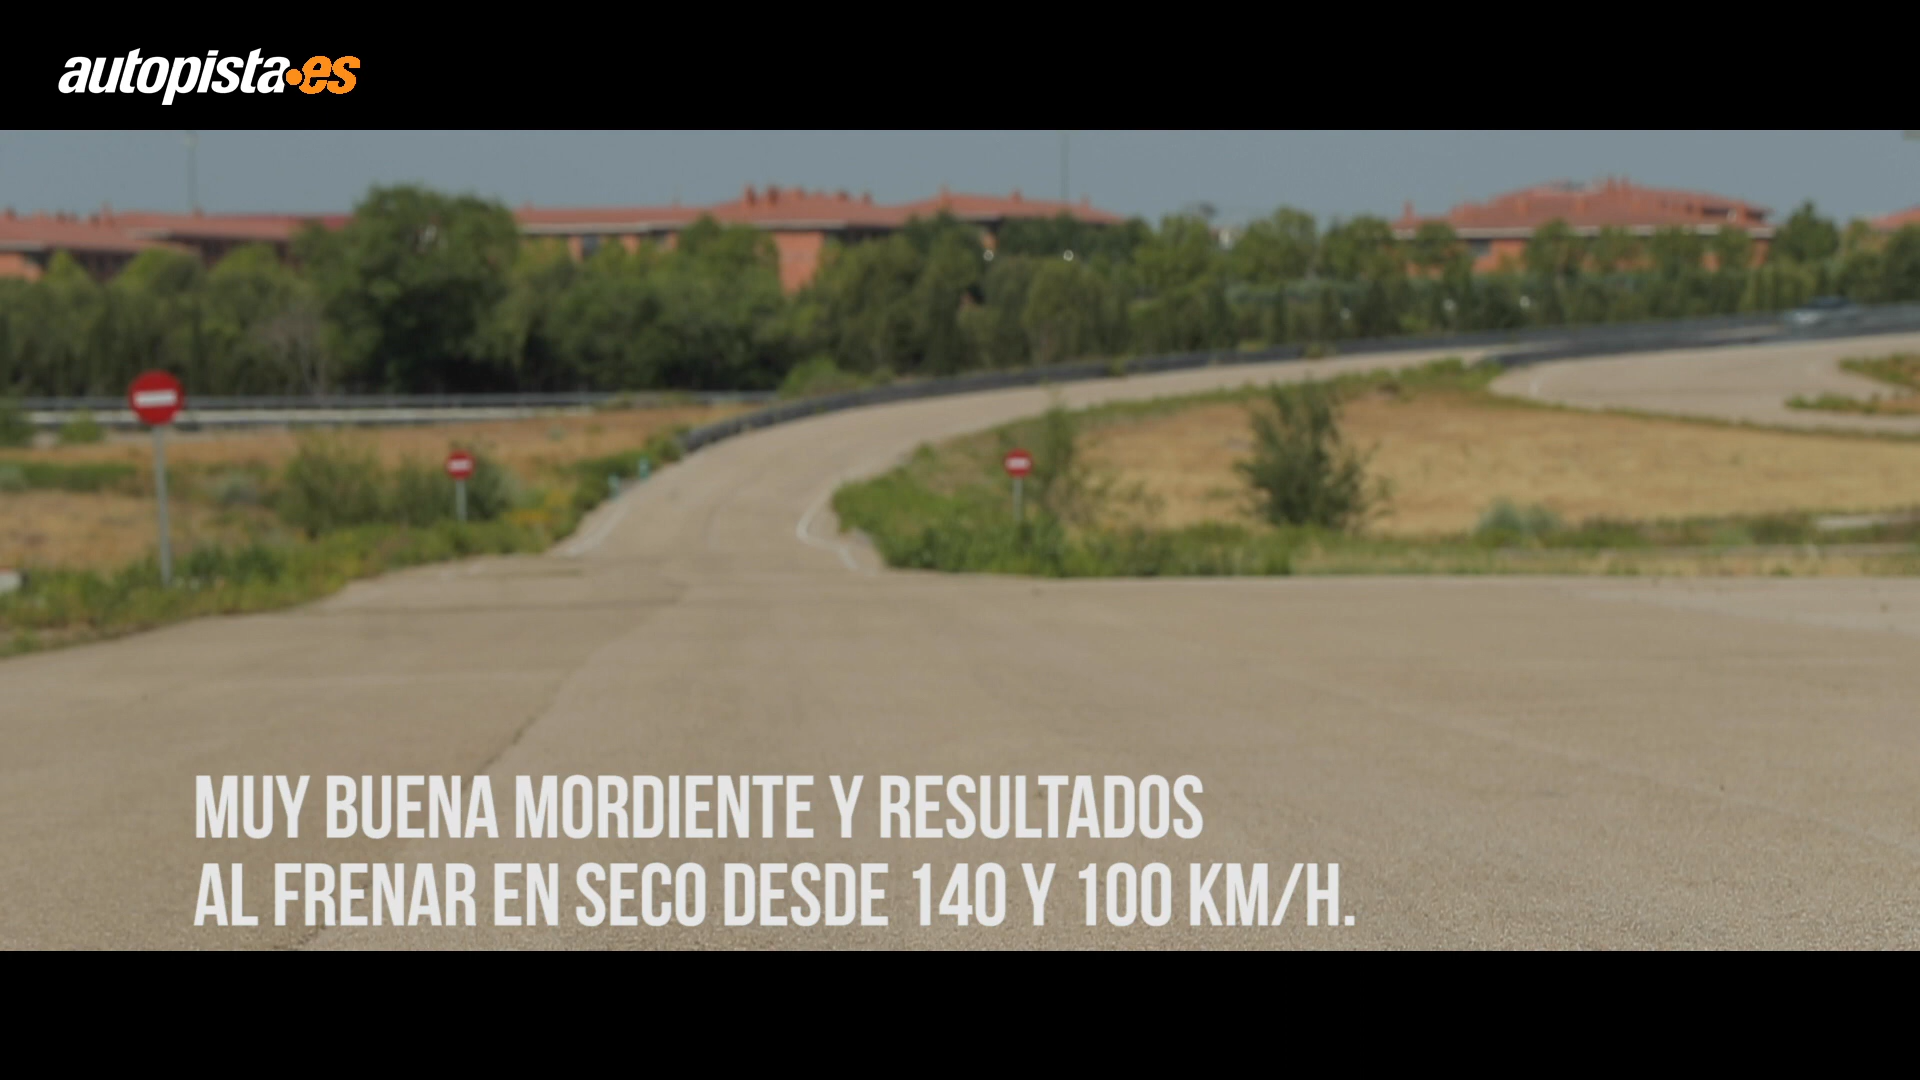 autopista.es
MUY BUENA MORDIENTE Y RESULTADOS
AL FRENAR EN SECO DESDE 140 Y 100 KM/H.